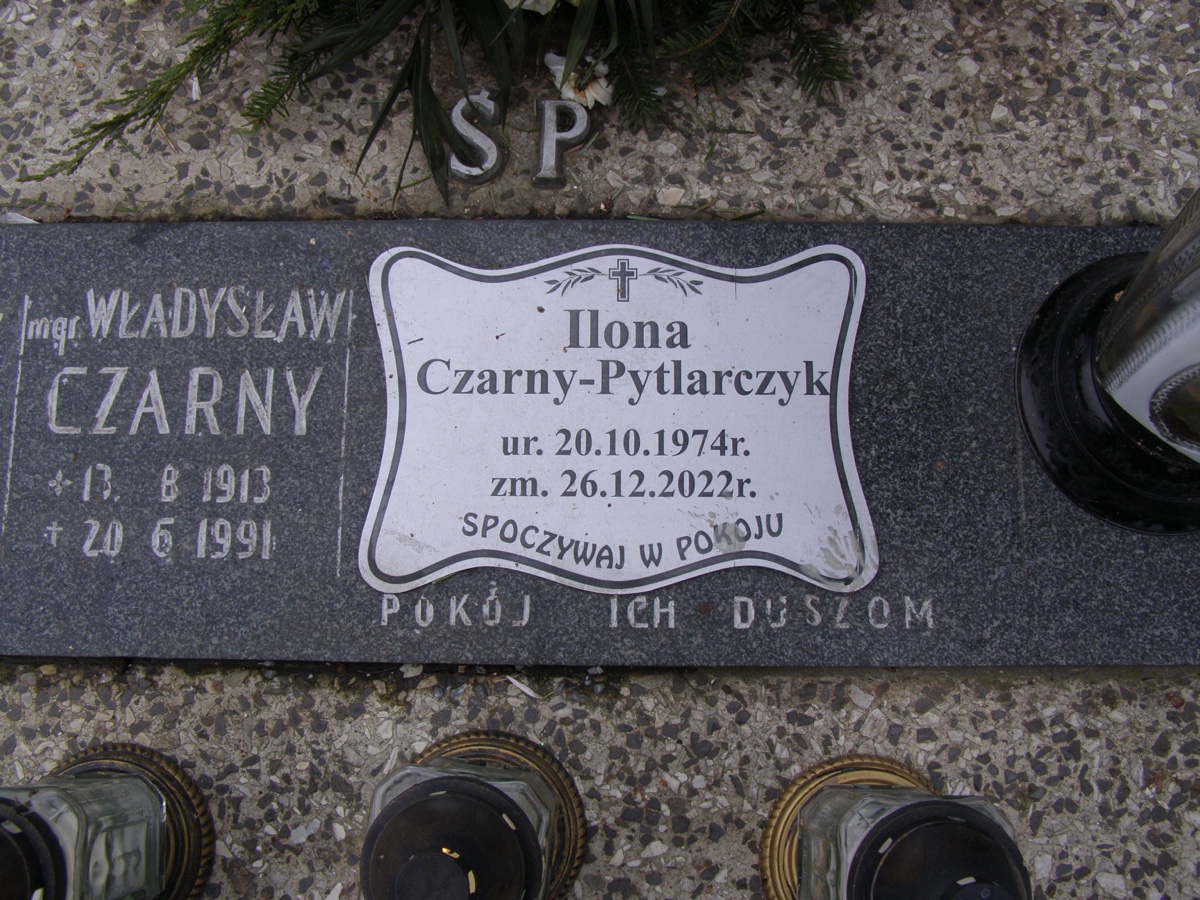 Ś P
mgr. WŁADYSŁAW
CZARNY
13. 8 1913
+ 20 6 1991
Ilona
Czarny-Pytlarczyk
ur. 20.10.1974r.
zm. 26.12.2022r.
SPOCZYWAJ W POKOJU
POKÓJ ICH DUSZOM